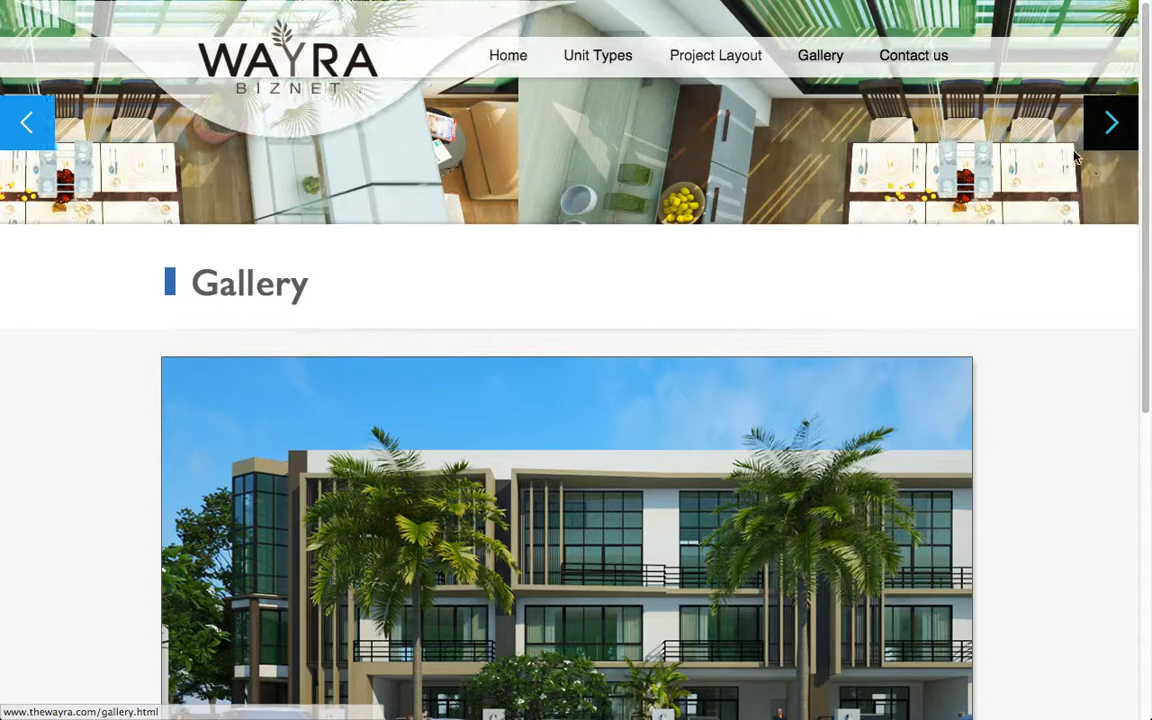 WAYRA
BIZNET
Home Unit Types Project Layout Gallery Contact us
Gallery
www.thewayra.com/gallery.html